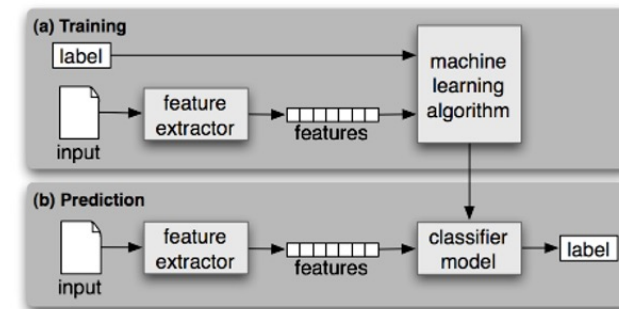 (a) Training
label
machine
learning
algorithm
feature
extractor
features
input
(b) Prediction
feature
extractor
features
classifier
model
label
input